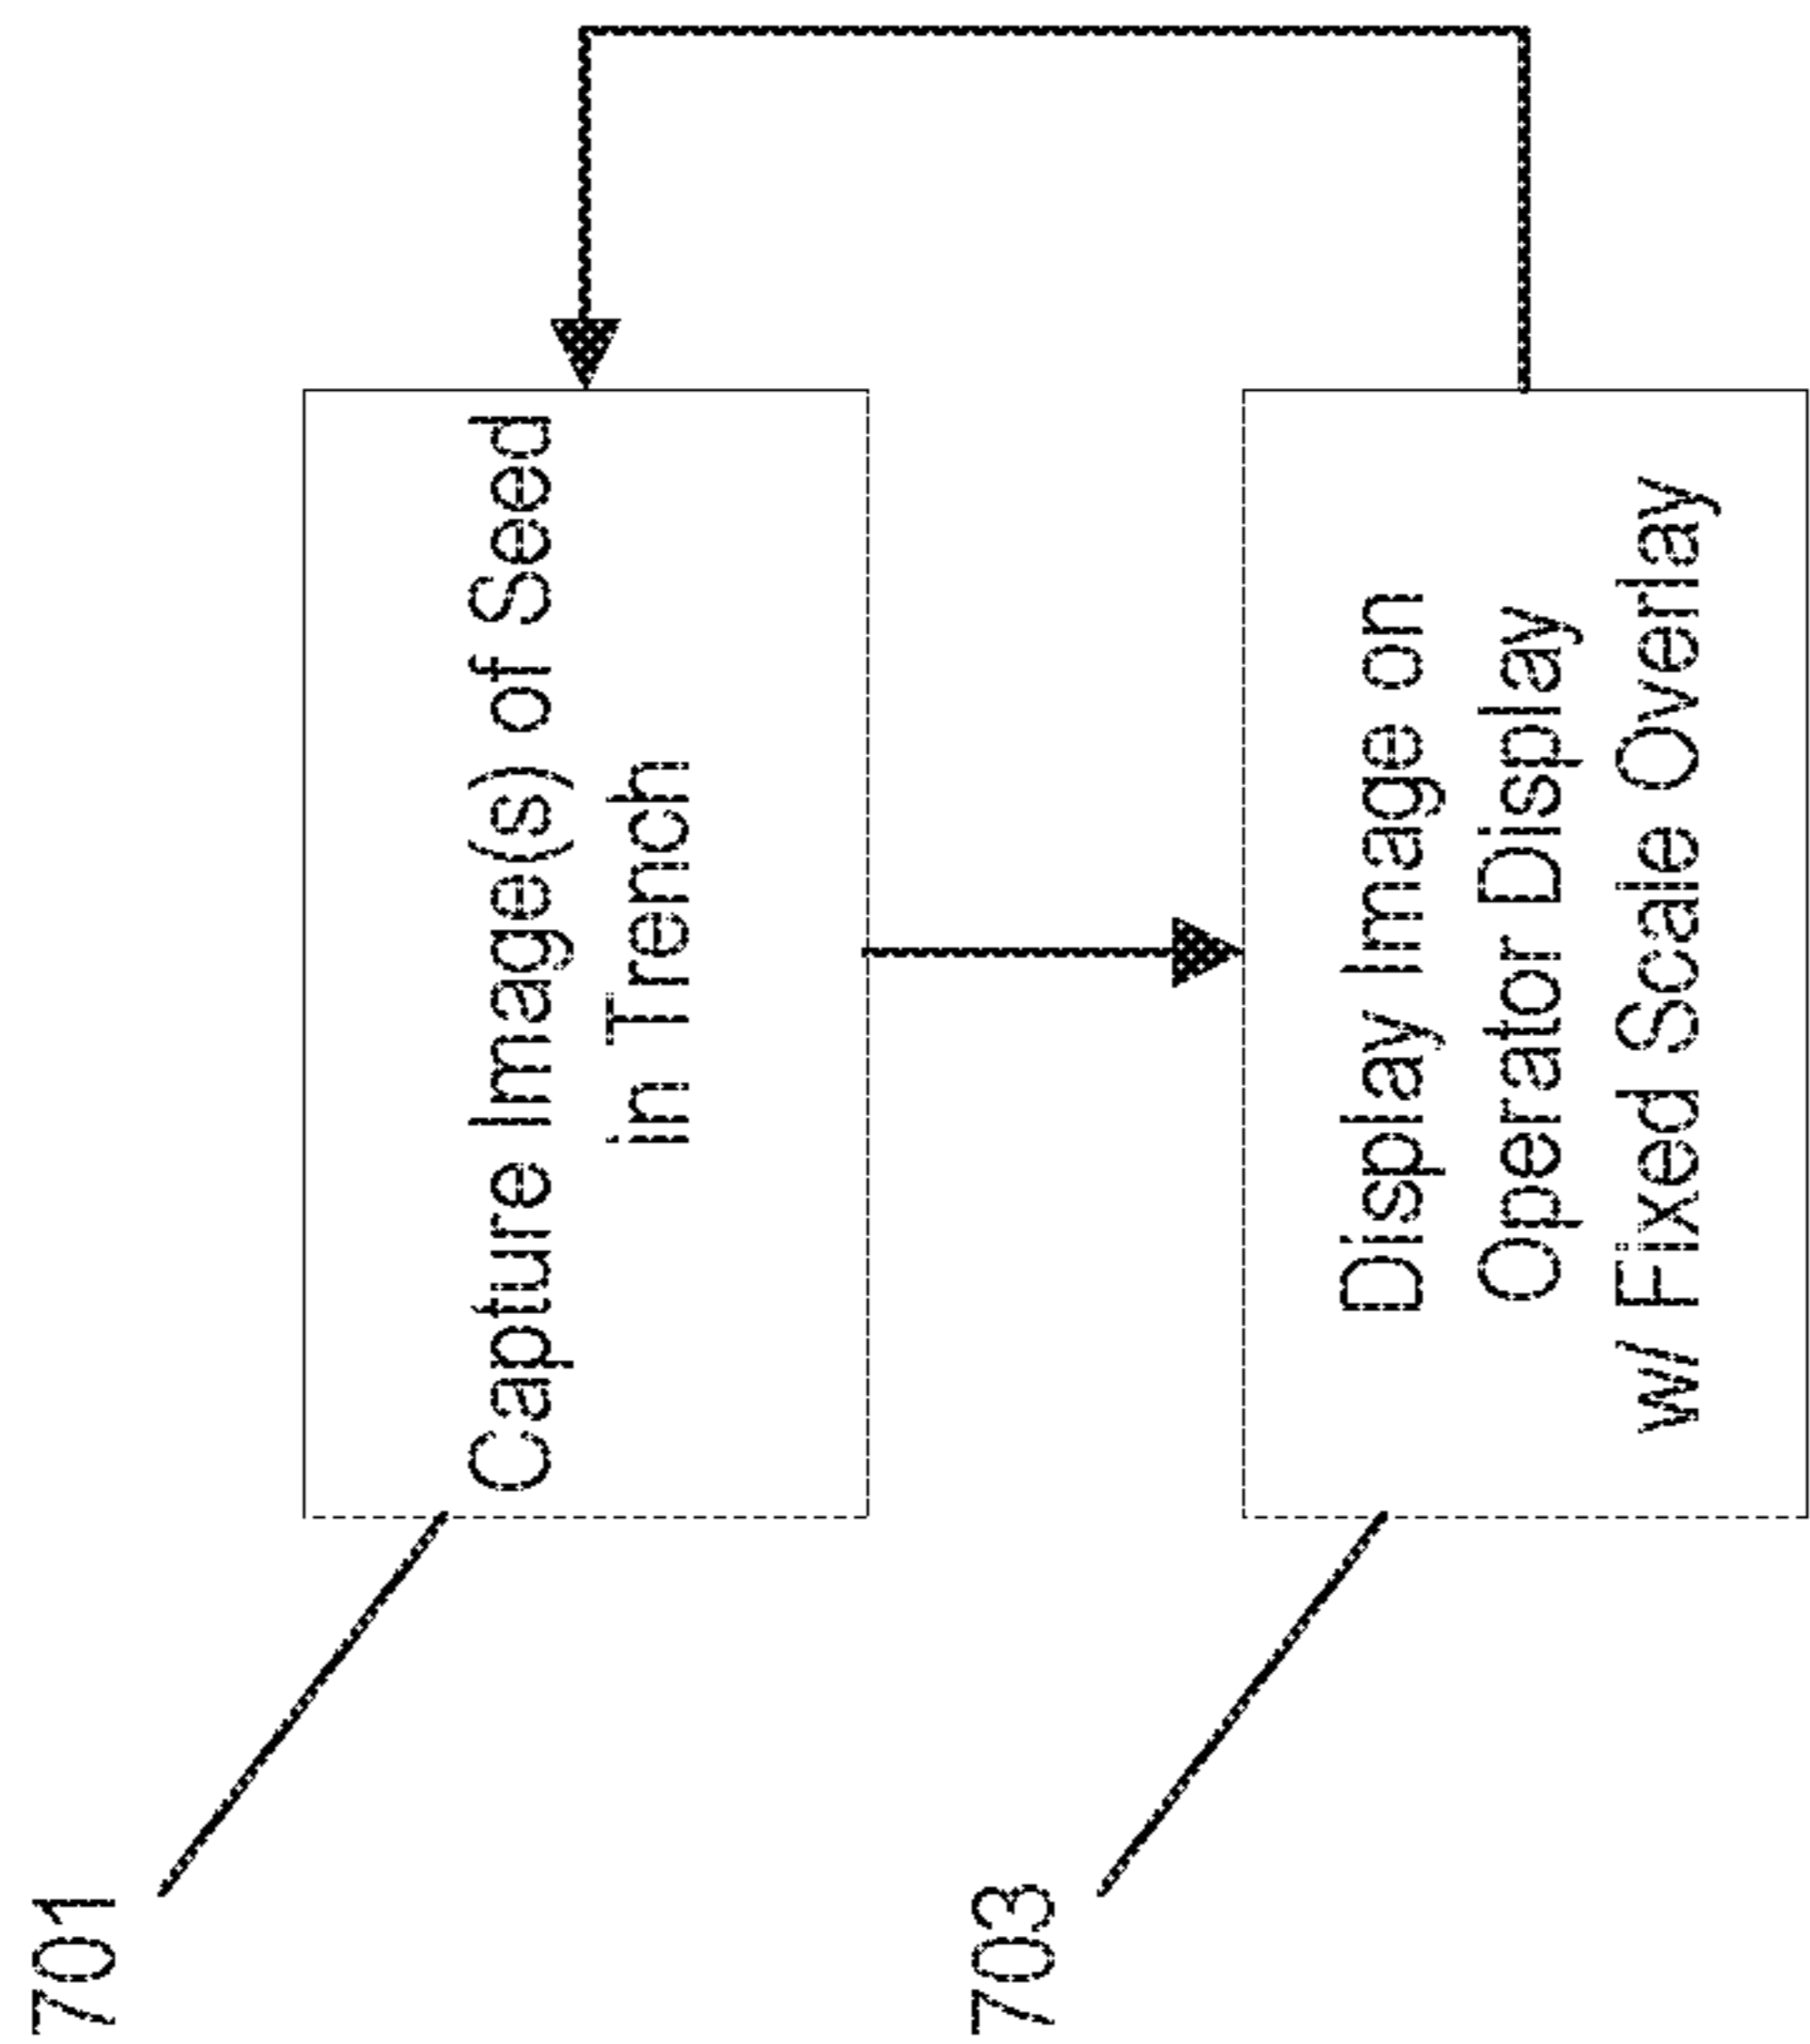 701
Capture Image(s) of Seed
in Trench
703
Display Image on
Operator Display
w/ Fixed Scale Overlay